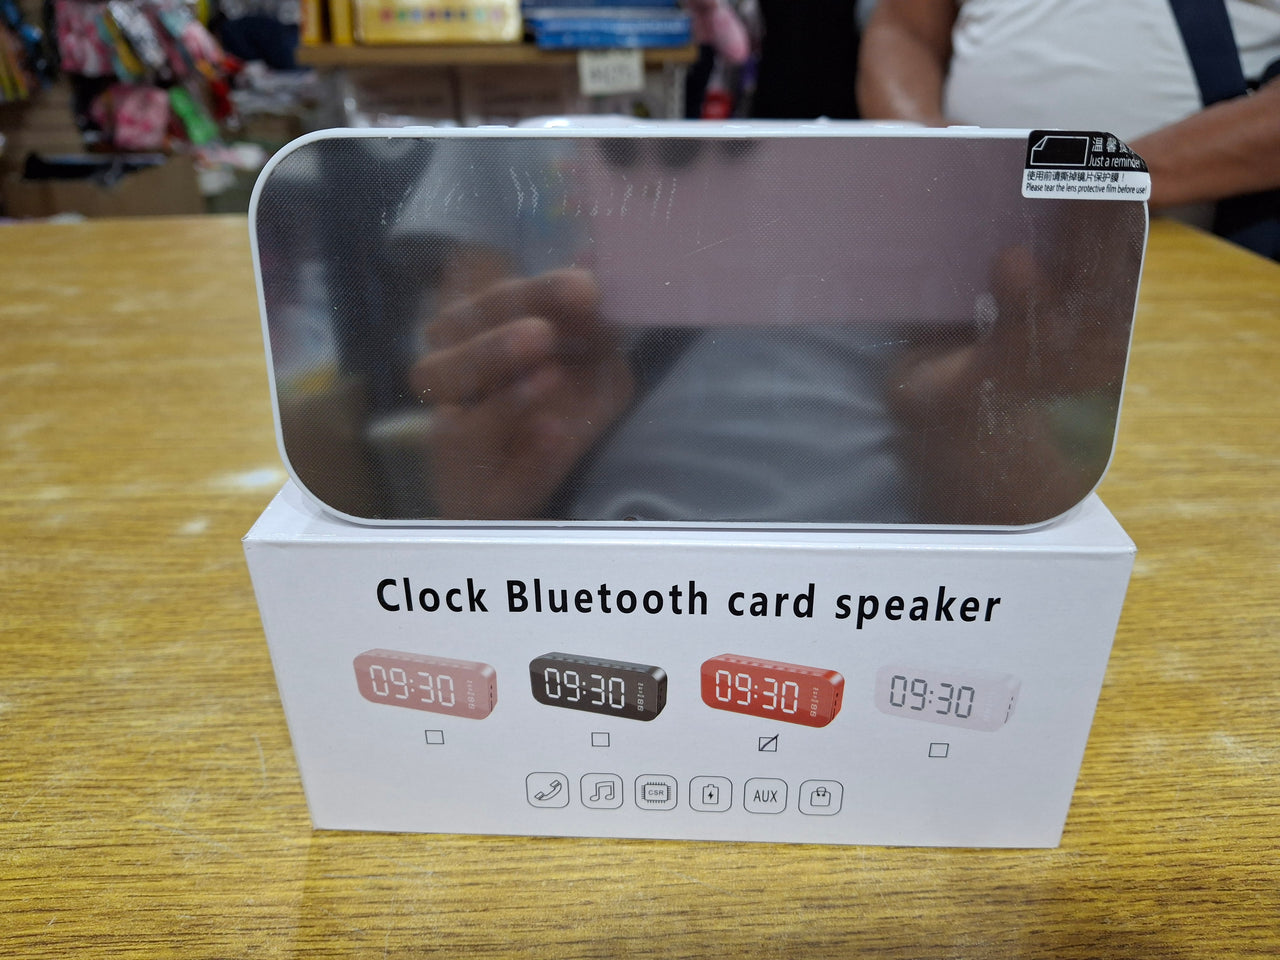 温馨提
Just a reminder
使用前请撕掉镜片保护膜！
Please tear the lens protective film before use!
Clock Bluetooth card speaker
09:30 09:30 09:30 09:30
CSR AUX